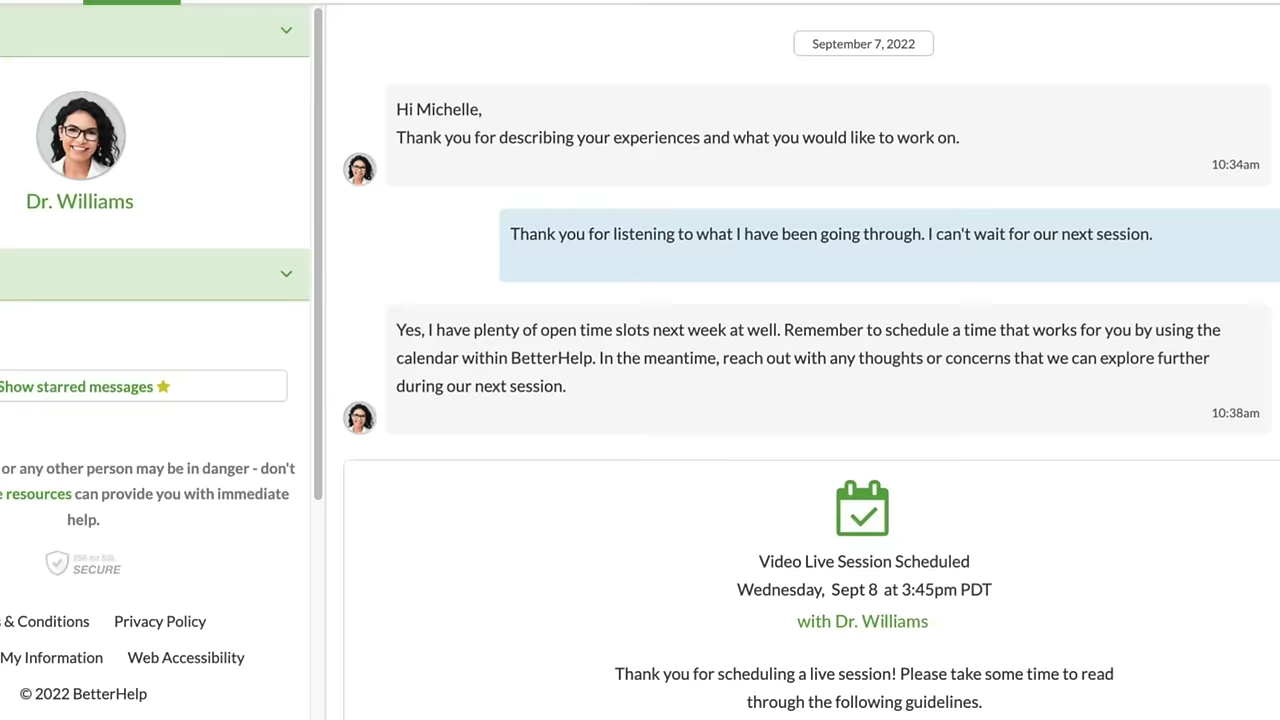 Dr. Williams
Show starred messages
or any other person may be in danger - don't
resources can provide you with immediate
help.
256-bit SSL
SECURE
& Conditions Privacy Policy
My Information Web Accessibility
© 2022 BetterHelp
September 7, 2022
Hi Michelle,
Thank you for describing your experiences and what you would like to work on.
10:34am
Thank you for listening to what I have been going through. I can't wait for our next session.
Yes, I have plenty of open time slots next week at well. Remember to schedule a time that works for you by using the
calendar within BetterHelp. In the meantime, reach out with any thoughts or concerns that we can explore further
during our next session.
10:38am
Video Live Session Scheduled
Wednesday, Sept 8 at 3:45pm PDT
with Dr. Williams
Thank you for scheduling a live session! Please take some time to read
through the following guidelines.